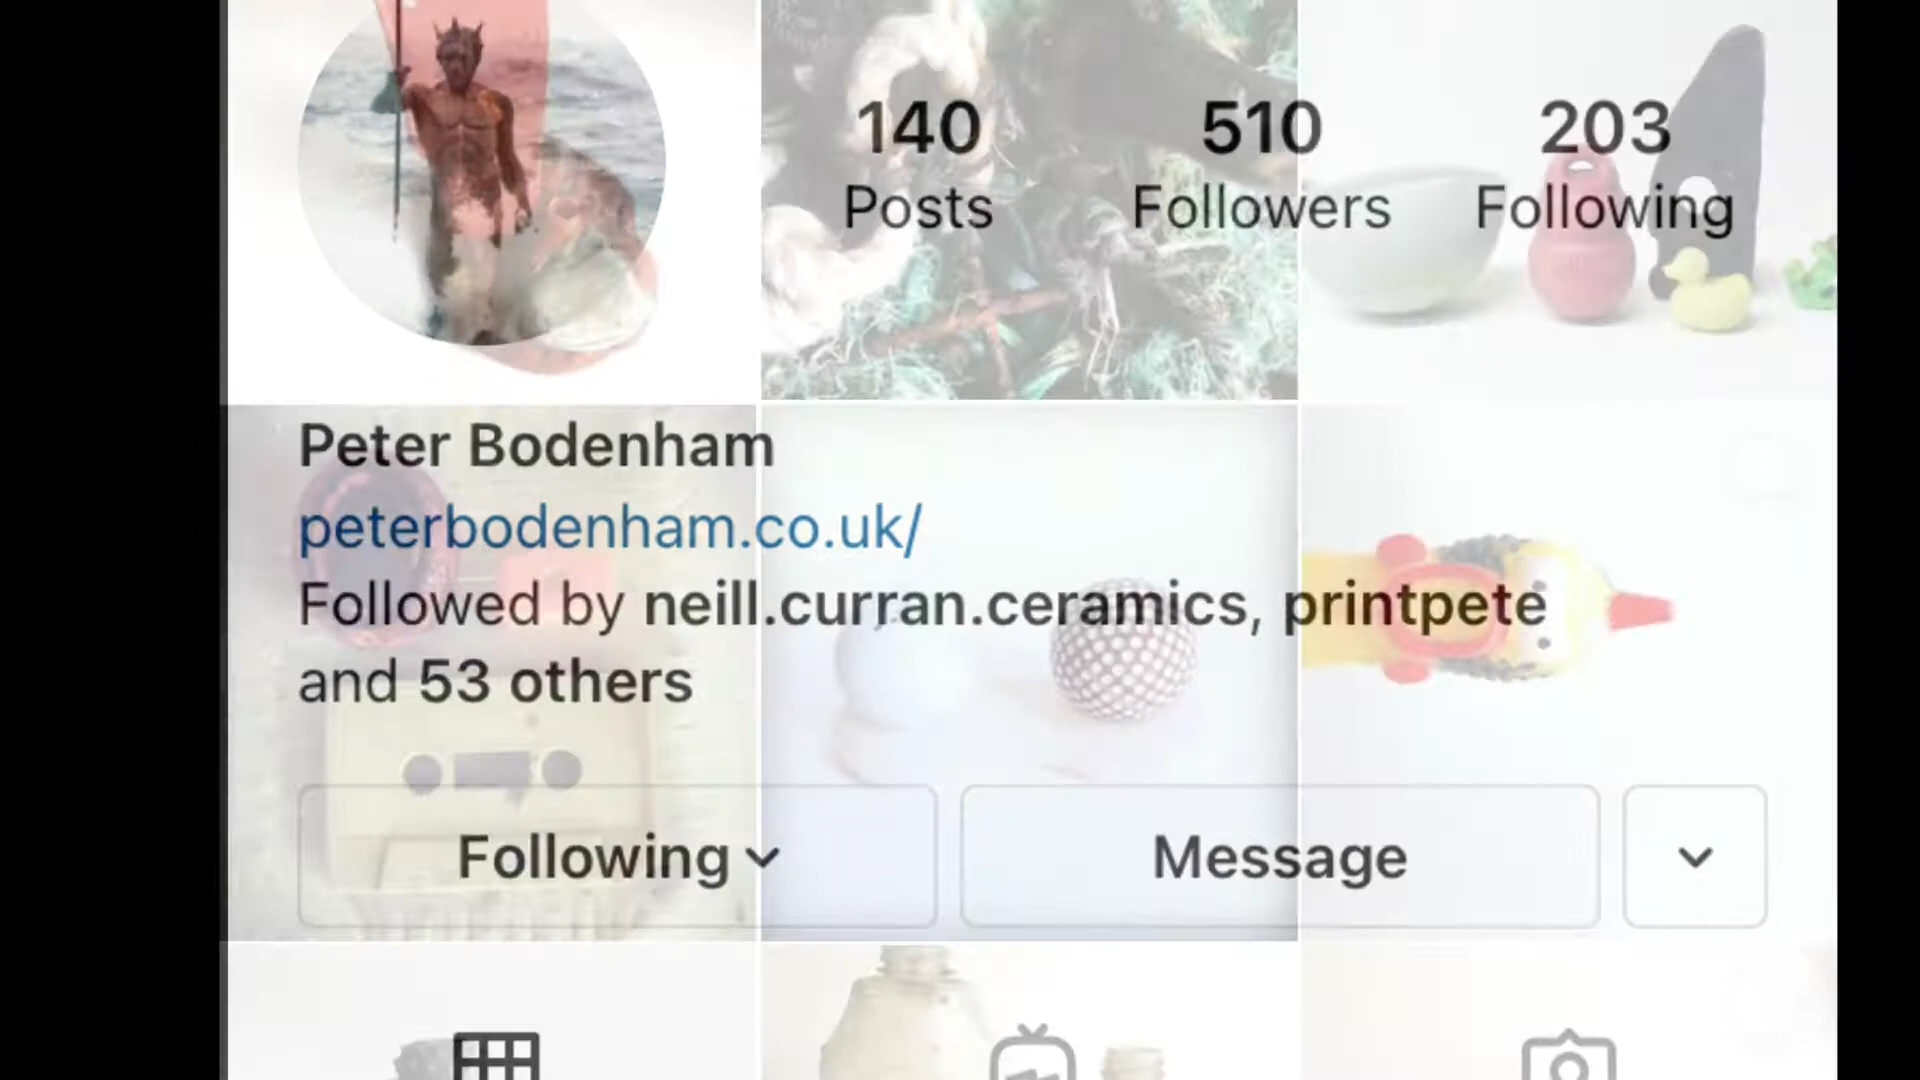 140 510 203
Posts Followers Following
Peter Bodenham
peterbodenham.co.uk/
Followed by neill.curran.ceramics, printpete
and 53 others
Following Message